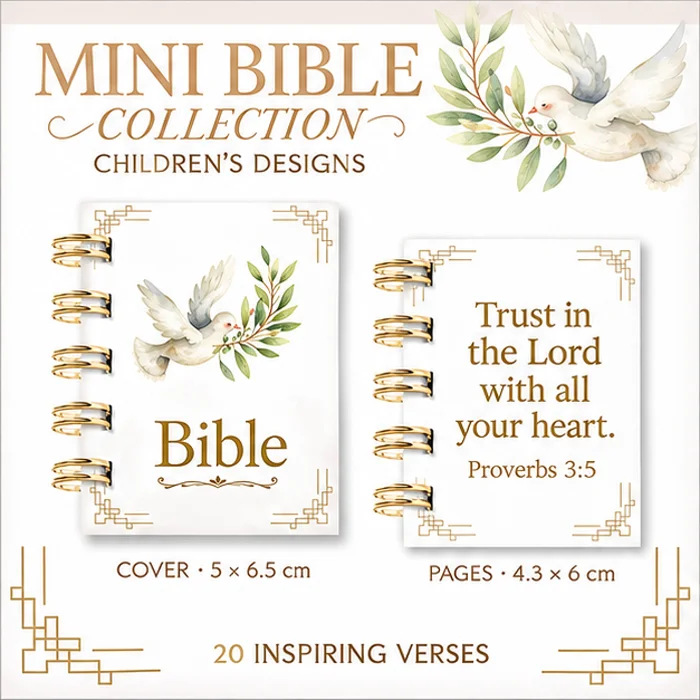 MINI BIBLE
COLLECTION
CHILDREN'S DESIGNS
Bible
Trust in
the Lord
with all
your heart.
Proverbs 3:5
COVER · 5 × 6.5 cm
PAGES · 4.3 × 6 cm
20 INSPIRING VERSES